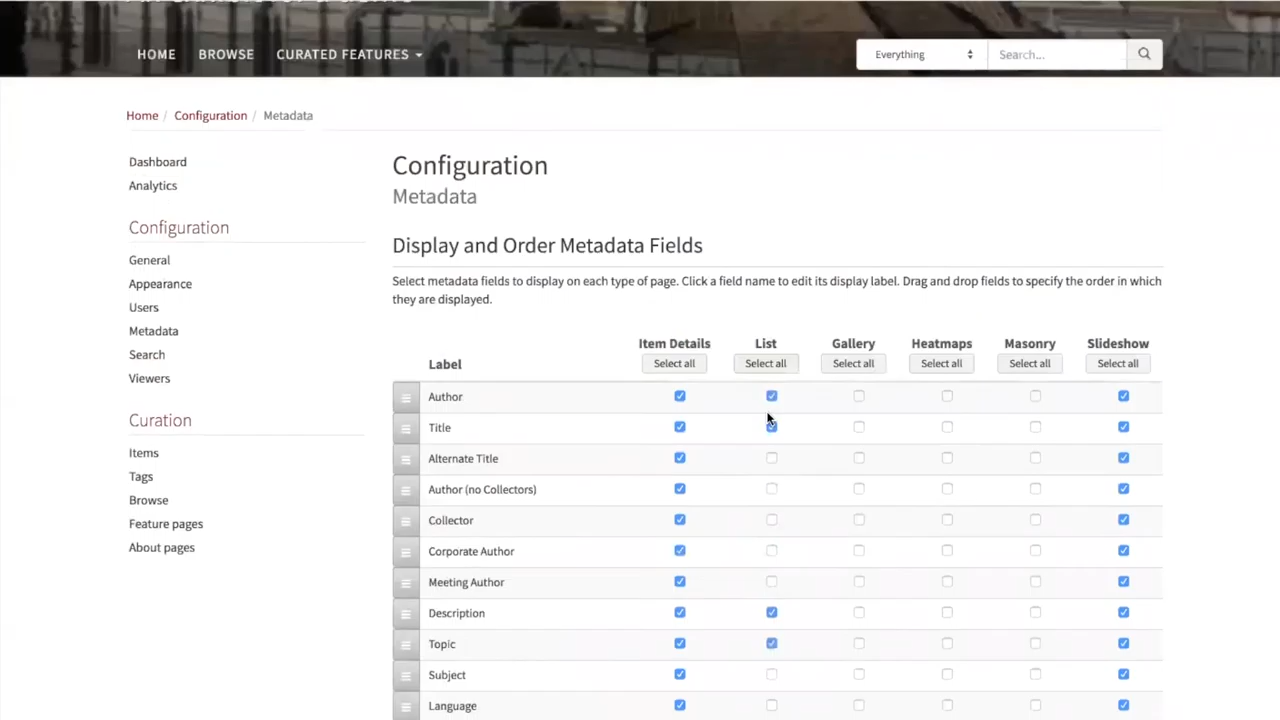 HOME BROWSE CURATED FEATURES
Everything
Search...
Home / Configuration / Metadata
Dashboard
Analytics
Configuration
General
Appearance
Users
Metadata
Search
Viewers
Curation
Items
Tags
Browse
Feature pages
About pages
Configuration
Metadata
Display and Order Metadata Fields
Select metadata fields to display on each type of page. Click a field name to edit its display label. Drag and drop fields to specify the order in which
they are displayed.
Label Item Details List Gallery Heatmaps Masonry Slideshow
Select all Select all Select all Select all Select all Select all
Author
Title
Alternate Title
Author (no Collectors)
Collector
Corporate Author
Meeting Author
Description
Topic
Subject
Language